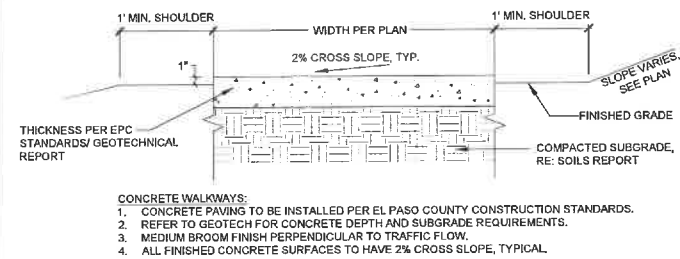 1' MIN. SHOULDER
WIDTH PER PLAN
1' MIN. SHOULDER
2% CROSS SLOPE, TYP.
1"
SLOPE VARIES,
SEE PLAN
FINISHED GRADE
THICKNESS PER EPC
STANDARDS/ GEOTECHNICAL
REPORT
COMPACTED SUBGRADE,
RE: SOILS REPORT
CONCRETE WALKWAYS:
1. CONCRETE PAVING TO BE INSTALLED PER EL PASO COUNTY CONSTRUCTION STANDARDS.
2. REFER TO GEOTECH FOR CONCRETE DEPTH AND SUBGRADE REQUIREMENTS.
3. MEDIUM BROOM FINISH PERPENDICULAR TO TRAFFIC FLOW.
4. ALL FINISHED CONCRETE SURFACES TO HAVE 2% CROSS SLOPE, TYPICAL.